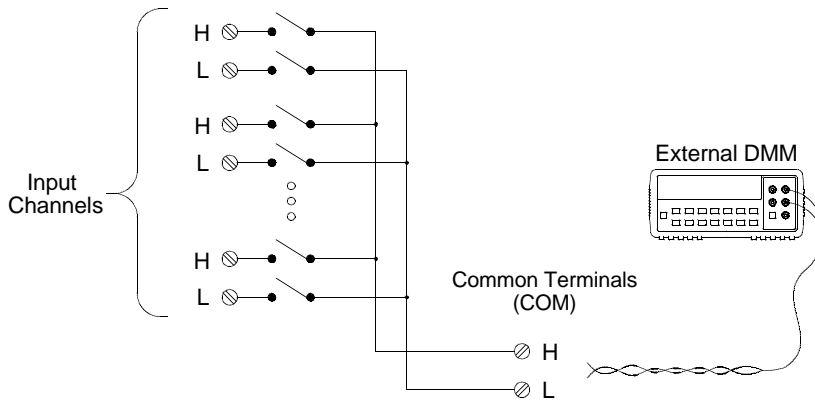 H
L
H
L
Input
Channels
H
L
External DMM
Common Terminals
(COM)
H
L